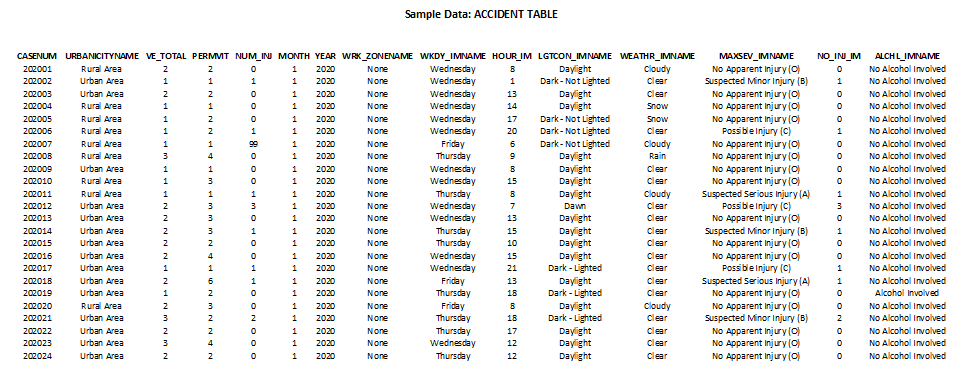 Sample Data: ACCIDENT TABLE
CASENUM URBANICITYNAME VE_TOTAL PERMVIT NUM_INJ MONTH YEAR WRK_ZONENAME WKDY_IMNAME HOUR_IM LGTCON_IMNAME WEATHR_IMNAME MAXSEV_IMNAME NO_INJ_IM ALCHL_IMNAME
202001 Rural Area 2 2 0 1 2020 None Wednesday 8 Daylight Cloudy No Apparent Injury (O) 0 No Alcohol Involved
202002 Urban Area 1 1 1 1 2020 None Wednesday 1 Dark - Not Lighted Clear Suspected Minor Injury (B) 1 No Alcohol Involved
202003 Urban Area 2 2 0 1 2020 None Wednesday 13 Daylight Clear No Apparent Injury (O) 0 No Alcohol Involved
202004 Rural Area 1 1 0 1 2020 None Wednesday 14 Daylight Snow No Apparent Injury (O) 0 No Alcohol Involved
202005 Rural Area 1 2 0 1 2020 None Wednesday 17 Dark - Not Lighted Snow No Apparent Injury (O) 0 No Alcohol Involved
202006 Rural Area 1 2 1 1 2020 None Wednesday 20 Dark - Not Lighted Clear Possible Injury (C) 1 No Alcohol Involved
202007 Rural Area 1 1 99 1 2020 None Friday 6 Dark - Not Lighted Cloudy No Apparent Injury (O) 0 No Alcohol Involved
202008 Rural Area 3 4 0 1 2020 None Thursday 9 Daylight Rain No Apparent Injury (O) 0 No Alcohol Involved
202009 Urban Area 1 1 0 1 2020 None Wednesday 8 Daylight Clear No Apparent Injury (O) 0 No Alcohol Involved
202010 Rural Area 1 3 0 1 2020 None Wednesday 15 Daylight Clear No Apparent Injury (O) 0 No Alcohol Involved
202011 Rural Area 1 1 1 1 2020 None Thursday 8 Daylight Cloudy Suspected Serious Injury (A) 1 No Alcohol Involved
202012 Urban Area 2 3 3 1 2020 None Wednesday 7 Dawn Clear Possible Injury (C) 3 No Alcohol Involved
202013 Urban Area 2 3 0 1 2020 None Wednesday 13 Daylight Clear No Apparent Injury (O) 0 No Alcohol Involved
202014 Urban Area 2 3 1 1 2020 None Thursday 15 Daylight Clear Suspected Minor Injury (B) 1 No Alcohol Involved
202015 Urban Area 2 2 0 1 2020 None Thursday 10 Daylight Clear No Apparent Injury (O) 0 No Alcohol Involved
202016 Urban Area 2 4 0 1 2020 None Wednesday 15 Daylight Clear No Apparent Injury (O) 0 No Alcohol Involved
202017 Urban Area 1 1 1 1 2020 None Wednesday 21 Dark - Lighted Clear Possible Injury (C) 1 No Alcohol Involved
202018 Urban Area 2 6 1 1 2020 None Friday 13 Daylight Clear Suspected Serious Injury (A) 1 No Alcohol Involved
202019 Urban Area 1 2 0 1 2020 None Thursday 18 Dark - Lighted Clear No Apparent Injury (O) 0 Alcohol Involved
202020 Rural Area 2 3 0 1 2020 None Friday 8 Daylight Cloudy No Apparent Injury (O) 0 No Alcohol Involved
202021 Urban Area 3 2 2 1 2020 None Thursday 18 Dark - Lighted Clear Suspected Minor Injury (B) 2 No Alcohol Involved
202022 Urban Area 2 2 0 1 2020 None Thursday 17 Daylight Clear No Apparent Injury (O) 0 No Alcohol Involved
202023 Urban Area 3 4 0 1 2020 None Wednesday 12 Daylight Clear No Apparent Injury (O) 0 No Alcohol Involved
202024 Urban Area 2 2 0 1 2020 None Thursday 12 Daylight Clear No Apparent Injury (O) 0 No Alcohol Involved